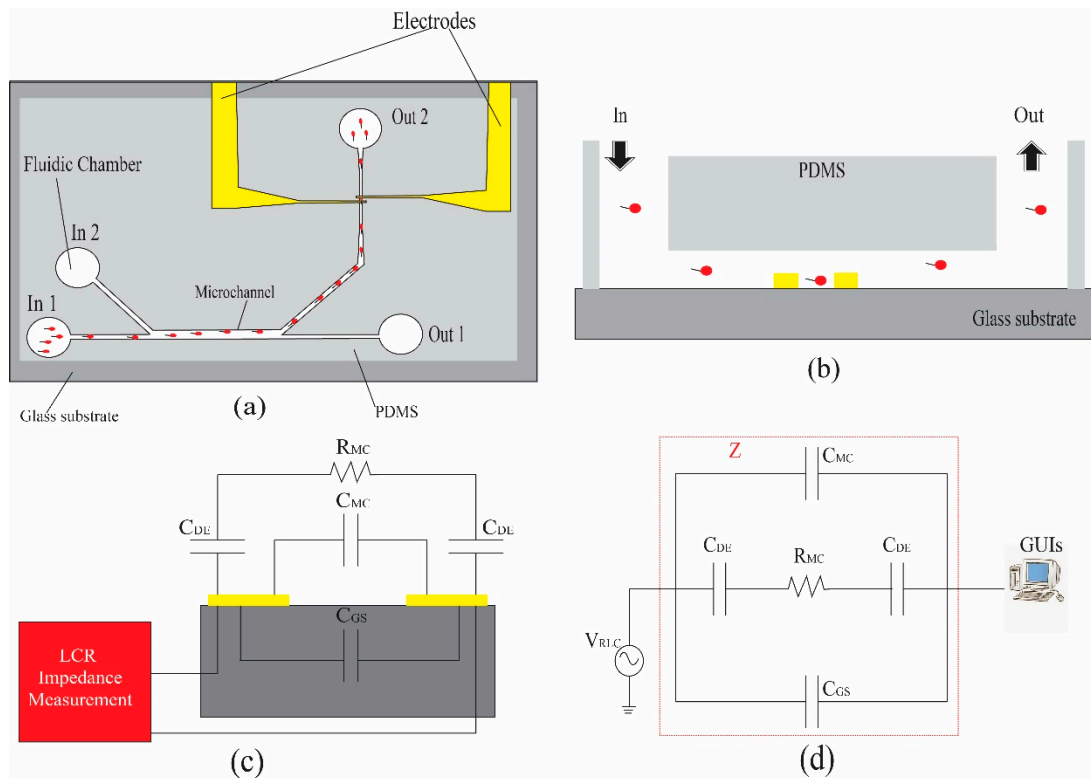 Electrodes
Out 2
Fluidic Chamber
In 2
Microchannel
In 1
Out 1
Glass substrate
PDMS
(a)
In
Out
PDMS
Glass substrate
(b)
RMC
CMC
CDE
CDE
CGS
LCR
Impedance
Measurement
(c)
Z
CMC
CDE
RMC
CDE
GUIs
VRLC
CGS
(d)